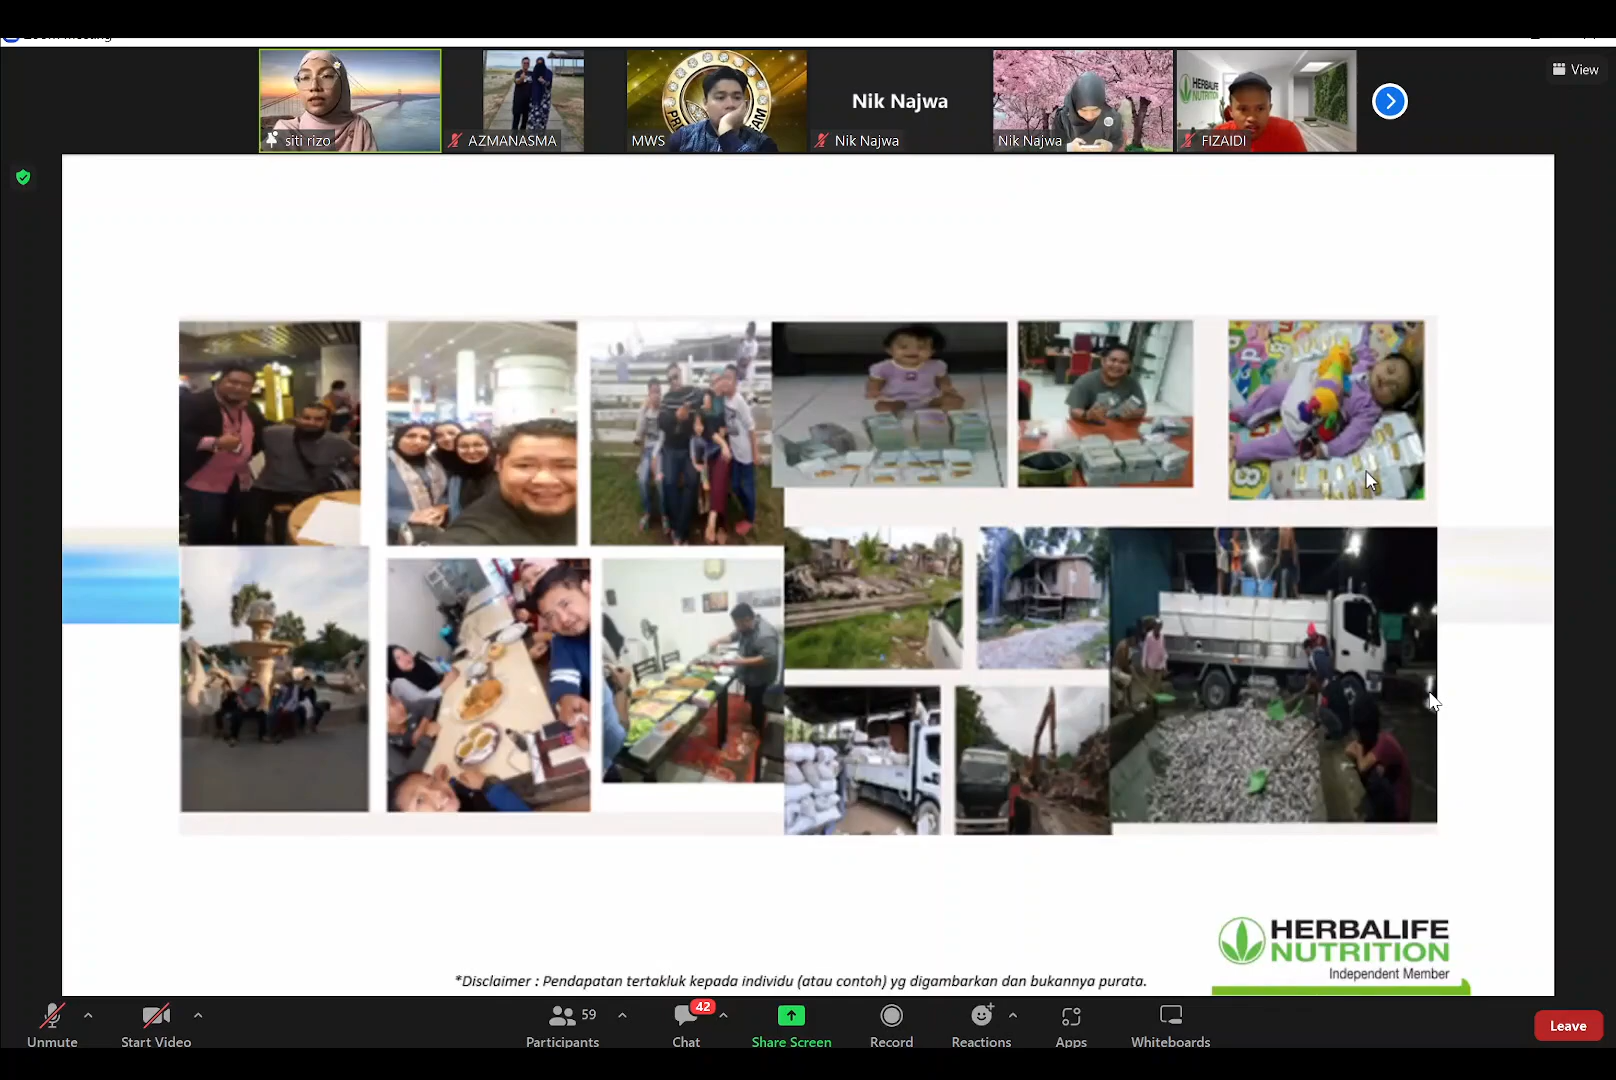 View
siti rizo
AZMANASMA
MWS
Nik Najwa
Nik Najwa
Nik Najwa
HERBALIFE
NUTRITION
FIZAIDI
HERBALIFE
NUTRITION
Independent Member
*Disclaimer : Pendapatan tertakluk kepada individu (atau contoh) yg digambarkan dan bukannya purata.
Unmute
Start Video
59
Participants
42
Chat
Share Screen
Record
Reactions
Apps
Whiteboards
Leave